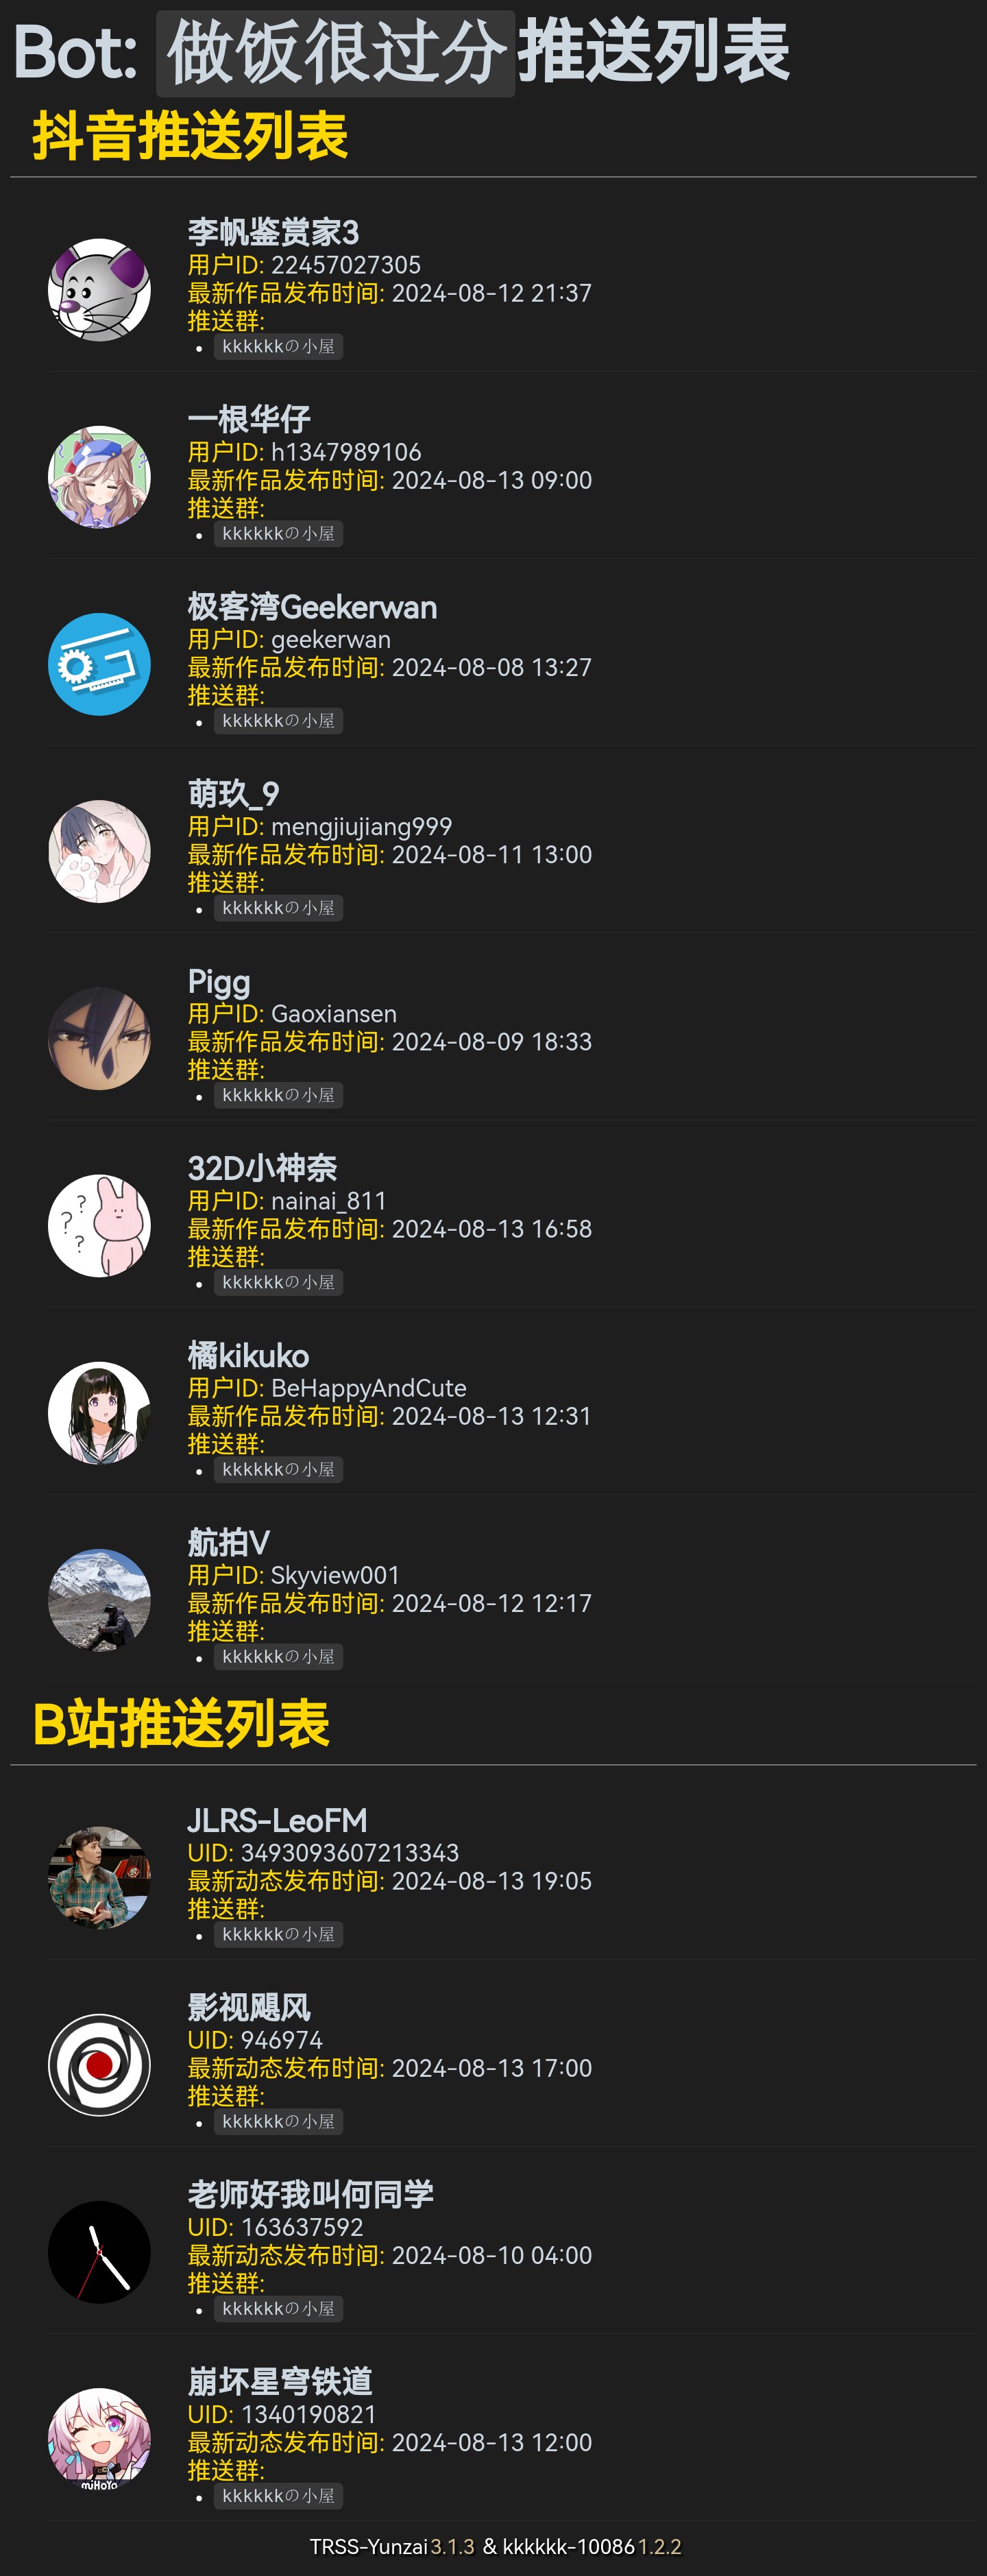 Bot: 做饭很过分推送列表
抖音推送列表
李帆鉴赏家3
用户ID: 22457027305
最新作品发布时间: 2024-08-12 21:37
推送群:
• kkkkkkの小屋
一根华仔
用户ID: h1347989106
最新作品发布时间: 2024-08-13 09:00
推送群:
• kkkkkkの小屋
极客湾Geekerwan
用户ID: geekerwan
最新作品发布时间: 2024-08-08 13:27
推送群:
• kkkkkkの小屋
萌玖_9
用户ID: mengjiujiang999
最新作品发布时间: 2024-08-11 13:00
推送群:
• kkkkkkの小屋
Pigg
用户ID: Gaoxiansen
最新作品发布时间: 2024-08-09 18:33
推送群:
• kkkkkkの小屋
? ? ?
32D小神奈
用户ID: nainai_811
最新作品发布时间: 2024-08-13 16:58
推送群:
• kkkkkkの小屋
橘kikuko
用户ID: BeHappyAndCute
最新作品发布时间: 2024-08-13 12:31
推送群:
• kkkkkkの小屋
航拍V
用户ID: Skyview001
最新作品发布时间: 2024-08-12 12:17
推送群:
• kkkkkkの小屋
B站推送列表
JLRS-LeoFM
UID: 3493093607213343
最新动态发布时间: 2024-08-13 19:05
推送群:
• kkkkkkの小屋
影视飓风
UID: 946974
最新动态发布时间: 2024-08-13 17:00
推送群:
• kkkkkkの小屋
老师好我叫何同学
UID: 163637592
最新动态发布时间: 2024-08-10 04:00
推送群:
• kkkkkkの小屋
崩坏星穹铁道
UID: 1340190821
最新动态发布时间: 2024-08-13 12:00
推送群:
• kkkkkkの小屋
miHoYo
TRSS-Yunzai3.1.3 & kkkkkk-100861.2.2